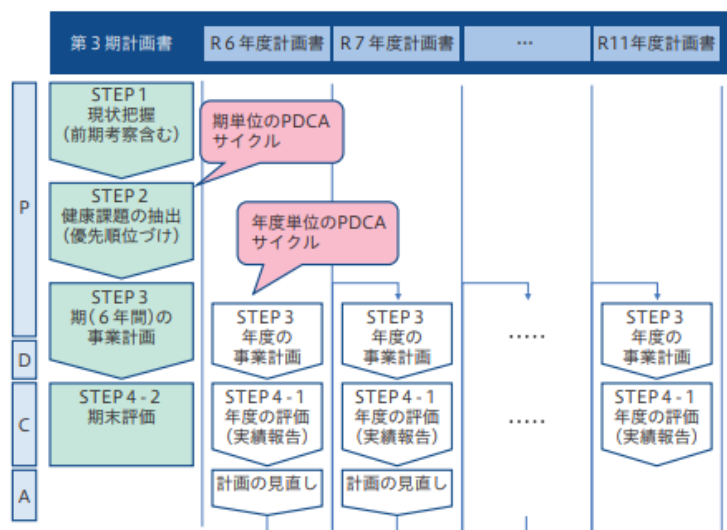 第3期計画書
R6年度計画書
R7年度計画書
…
R11年度計画書
P
D
C
A
STEP1
現状把握
(前期考察含む)
STEP2
健康課題の抽出
(優先順位づけ)
STEP3
期(6年間)の
事業計画
STEP4-2
期末評価
期単位のPDCA
サイクル
年度単位のPDCA
サイクル
STEP3
年度の
事業計画
STEP4-1
年度の評価
(実績報告)
計画の見直し
STEP3
年度の
事業計画
STEP4-1
年度の評価
(実績報告)
計画の見直し
.....
.....
STEP3
年度の
事業計画
STEP4-1
年度の評価
(実績報告)